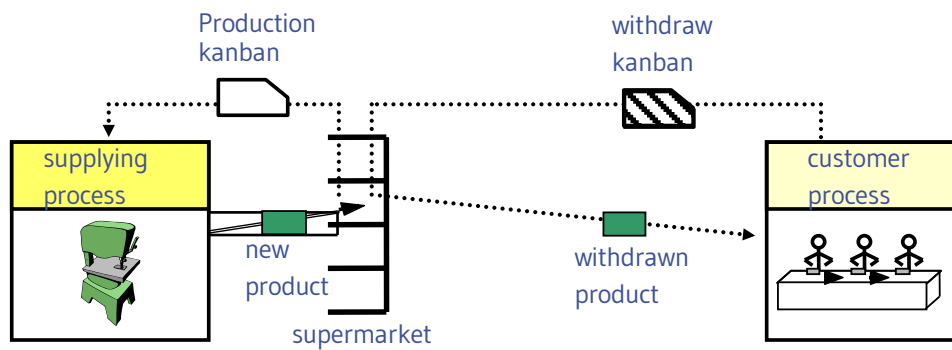 Production
kanban
withdraw
kanban
supplying
process
customer
process
new
product
withdrawn
product
supermarket